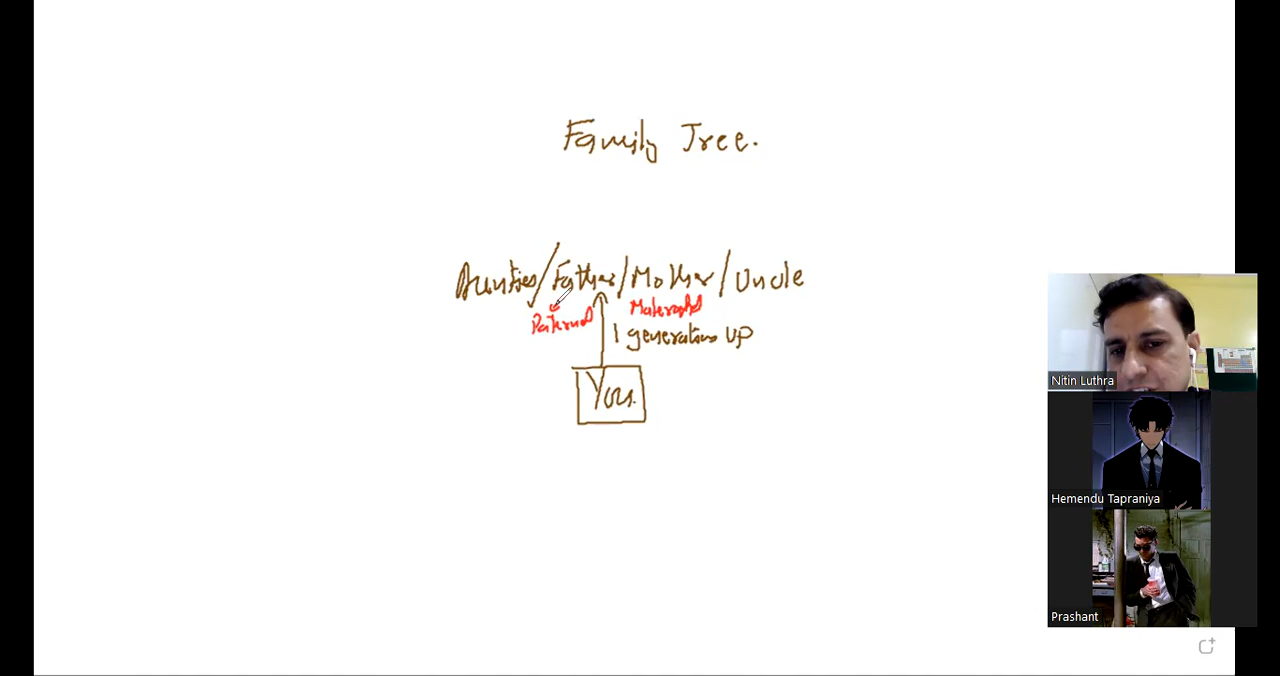 Family Tree.
Aunties/Father/Mother/Uncle
Paternal Maternal
1 generation up
You.
Nitin Luthra
Hemendu Tapraniya
Prashant